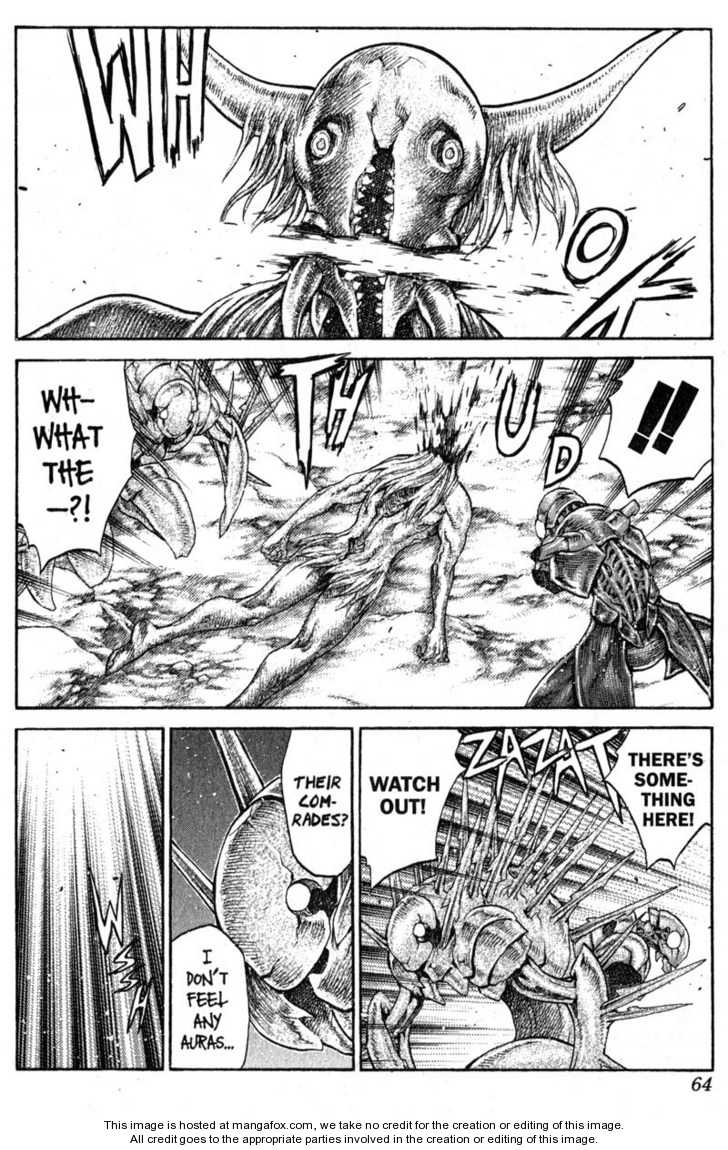 WH
OK
WH—
WHAT
THE
—?!
THUD
!!
WATCH
OUT!
ZAZAT
THERE'S
SOME-
THING
HERE!
THEIR
COM-
RADES?
I
DON'T
FEEL
ANY
AURAS...
WSSH
64
This image is hosted at mangafox.com, we take no credit for the creation or editing of this image.
All credit goes to the appropriate parties involved in the creation or editing of this image.